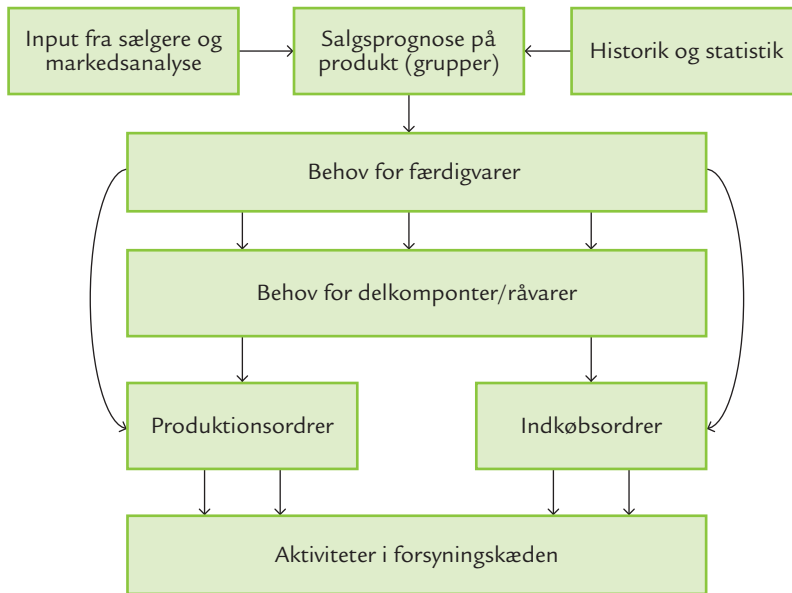 Input fra sælgere og
markedsanalyse
Salgsprognose på
produkt (grupper)
Historik og statistik
Behov for færdigvarer
Behov for delkomponter/råvarer
Produktionsordrer
Indkøbsordrer
Aktiviteter i forsyningskæden